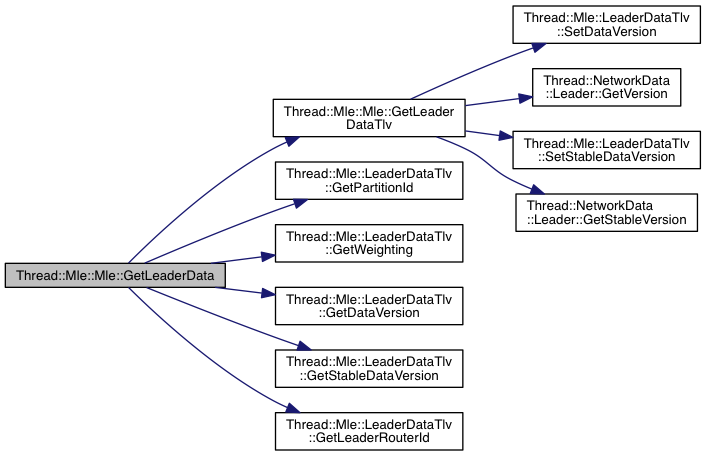 Thread::Mle::LeaderDataTlv
::SetDataVersion
Thread::NetworkData
::Leader::GetVersion
Thread::Mle::Mle::GetLeader
DataTlv
Thread::Mle::LeaderDataTlv
::SetStableDataVersion
Thread::Mle::LeaderDataTlv
::GetPartitionId
Thread::NetworkData
::Leader::GetStableVersion
Thread::Mle::LeaderDataTlv
::GetWeighting
Thread::Mle::Mle::GetLeaderData
Thread::Mle::LeaderDataTlv
::GetDataVersion
Thread::Mle::LeaderDataTlv
::GetStableDataVersion
Thread::Mle::LeaderDataTlv
::GetLeaderRouterId